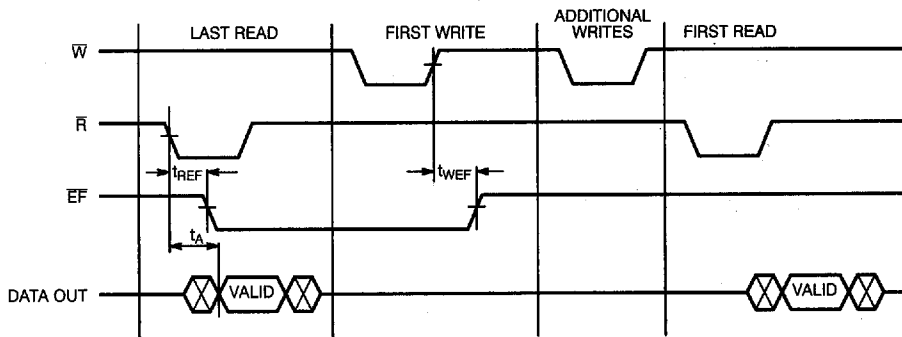 LAST READ
FIRST WRITE
ADDITIONAL
WRITES
FIRST READ
W
R
tREF
tWEF
EF
tA
DATA OUT
VALID
VALID